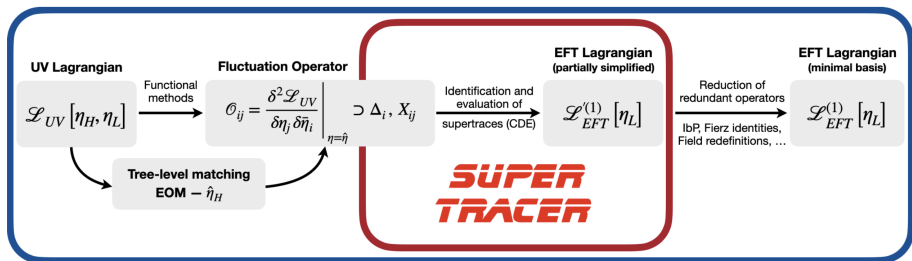 UV Lagrangian
ℒ_UV [η_H, η_L]
Functional
methods
Fluctuation Operator
𝒪_ij = δ² ℒ_UV / δη_j δη̄_i |_η=η̂ ⊃ Δ_i, X_ij
Tree-level matching
EOM – η̂_H
Identification and
evaluation of
supertraces (CDE)
EFT Lagrangian
(partially simplified)
ℒ'^(1)_EFT [η_L]
SUPER
TRACER
Reduction of
redundant operators
IbP, Fierz identities,
Field redefinitions, ...
EFT Lagrangian
(minimal basis)
ℒ^(1)_EFT [η_L]